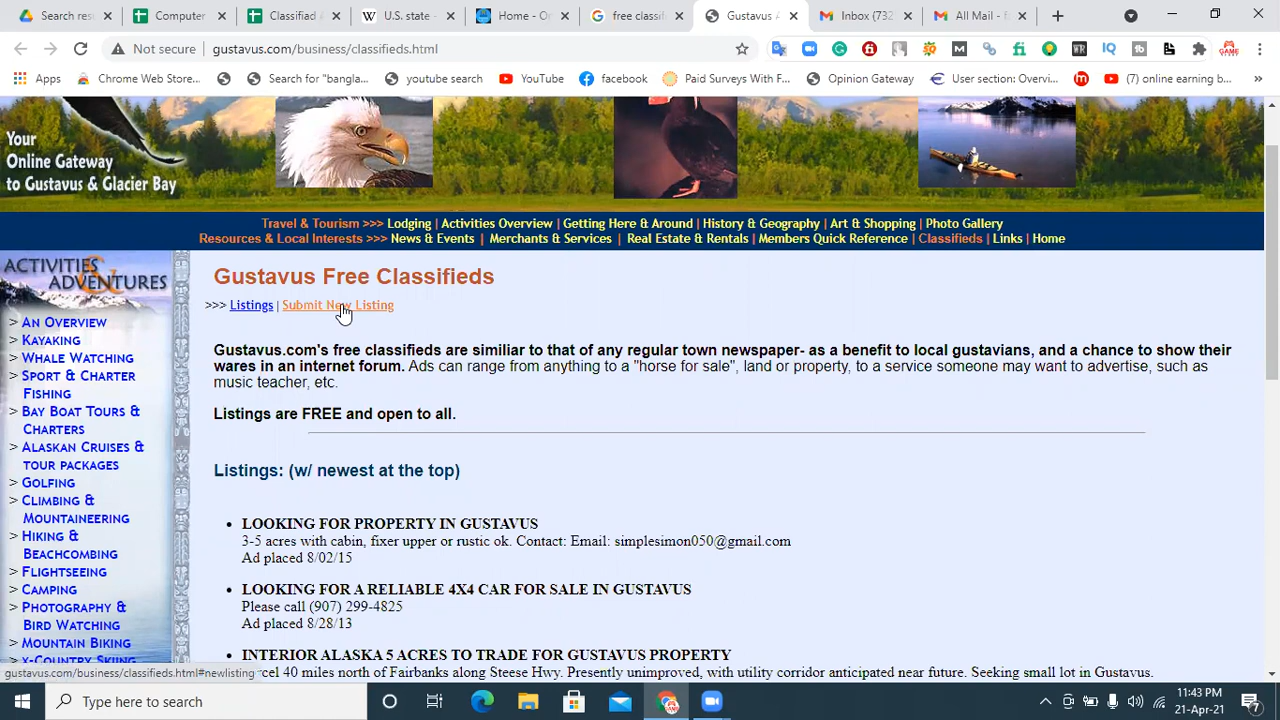 Search res
Computer
Classified
U.S. state
Home - On
free classif
Gustavus
Inbox (732
All Mail - F
Not secure
gustavus.com/business/classifieds.html
Apps
Chrome Web Store...
Search for "bangla...
youtube search
YouTube
facebook
Paid Surveys With F...
Opinion Gateway
User section: Overvi...
(7) online earning b...
Your
Online Gateway
to Gustavus & Glacier Bay
Travel & Tourism >>> Lodging | Activities Overview | Getting Here & Around | History & Geography | Art & Shopping | Photo Gallery
Resources & Local Interests >>> News & Events | Merchants & Services | Real Estate & Rentals | Members Quick Reference | Classifieds | Links | Home
ACTIVITIES
& ADVENTURES
> AN OVERVIEW
> KAYAKING
> WHALE WATCHING
> SPORT & CHARTER
FISHING
> BAY BOAT TOURS &
CHARTERS
> ALASKAN CRUISES &
TOUR PACKAGES
> GOLFING
> CLIMBING &
MOUNTAINEERING
> HIKING &
BEACHCOMBING
> FLIGHTSEEING
> CAMPING
> PHOTOGRAPHY &
BIRD WATCHING
> MOUNTAIN BIKING
> X-COUNTRY SKIING
Gustavus Free Classifieds
>>> Listings | Submit New Listing
Gustavus.com's free classifieds are similiar to that of any regular town newspaper- as a benefit to local gustavians, and a chance to show their
wares in an internet forum. Ads can range from anything to a "horse for sale", land or property, to a service someone may want to advertise, such as
music teacher, etc.
Listings are FREE and open to all.
Listings: (w/ newest at the top)
• LOOKING FOR PROPERTY IN GUSTAVUS
3-5 acres with cabin, fixer upper or rustic ok. Contact: Email: simplesimon050@gmail.com
Ad placed 8/02/15
• LOOKING FOR A RELIABLE 4X4 CAR FOR SALE IN GUSTAVUS
Please call (907) 299-4825
Ad placed 8/28/13
• INTERIOR ALASKA 5 ACRES TO TRADE FOR GUSTAVUS PROPERTY
rcel 40 miles north of Fairbanks along Steese Hwy. Presently unimproved, with utility corridor anticipated near future. Seeking small lot in Gustavus.
gustavus.com/business/classifieds.html#newlisting
Type here to search
11:43 PM
21-Apr-21
7